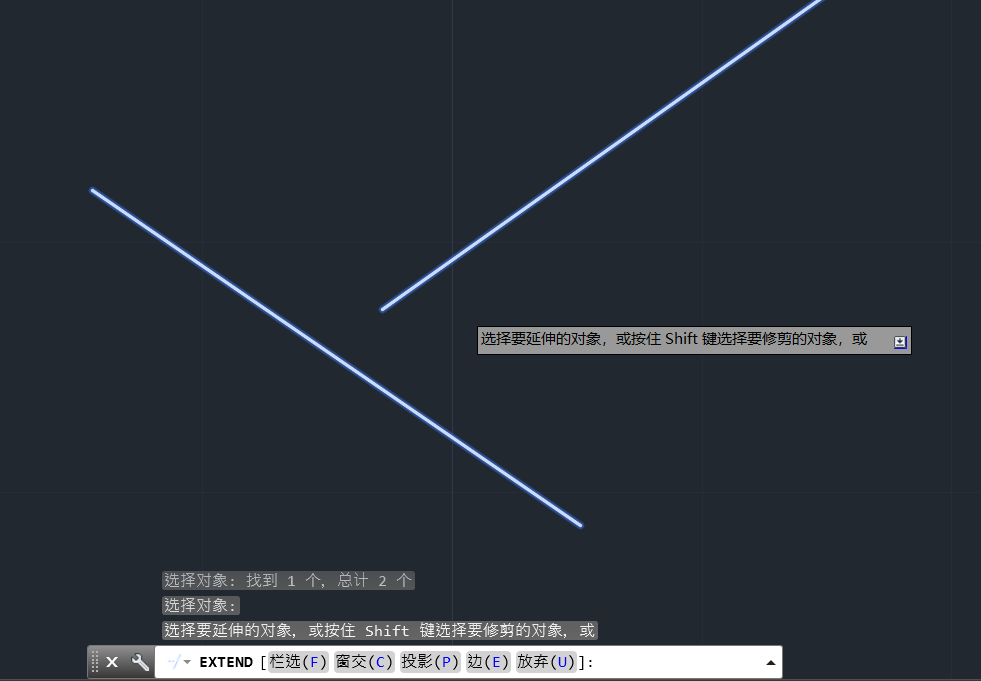 选择要延伸的对象，或按住 Shift 键选择要修剪的对象，或
选择对象: 找到 1 个，总计 2 个
选择对象:
选择要延伸的对象，或按住 Shift 键选择要修剪的对象，或
EXTEND [栏选(F) 窗交(C) 投影(P) 边(E) 放弃(U)]: